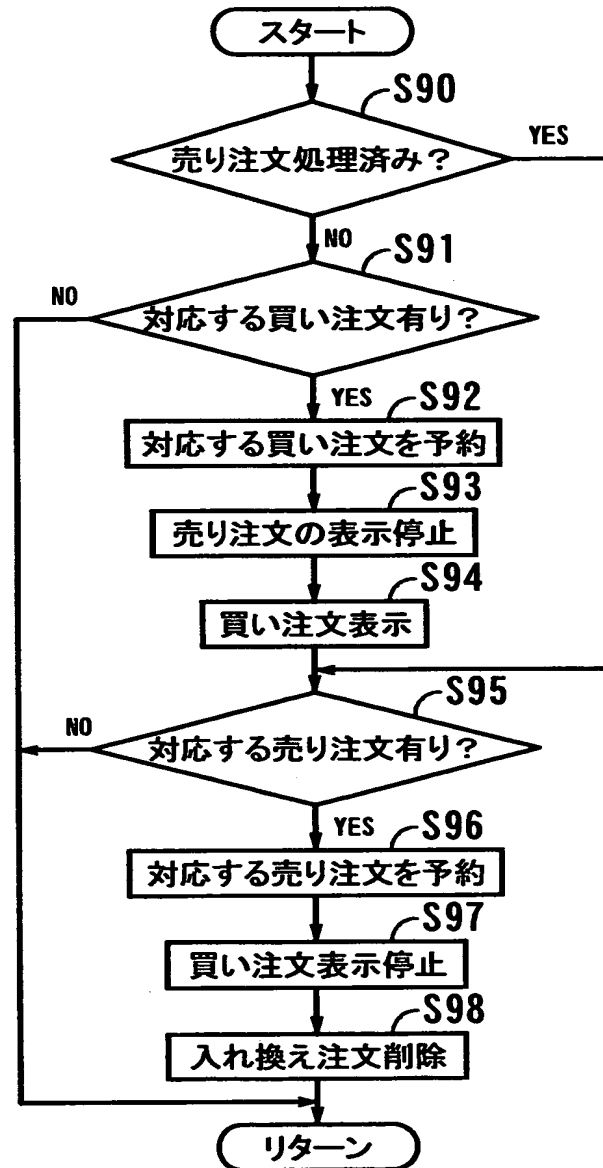 スタート
S90
売り注文処理済み？
YES
NO
S91
NO
対応する買い注文有り？
YES
S92
対応する買い注文を予約
S93
売り注文の表示停止
S94
買い注文表示
S95
NO
対応する売り注文有り？
YES
S96
対応する売り注文を予約
S97
買い注文表示停止
S98
入れ換え注文削除
リターン